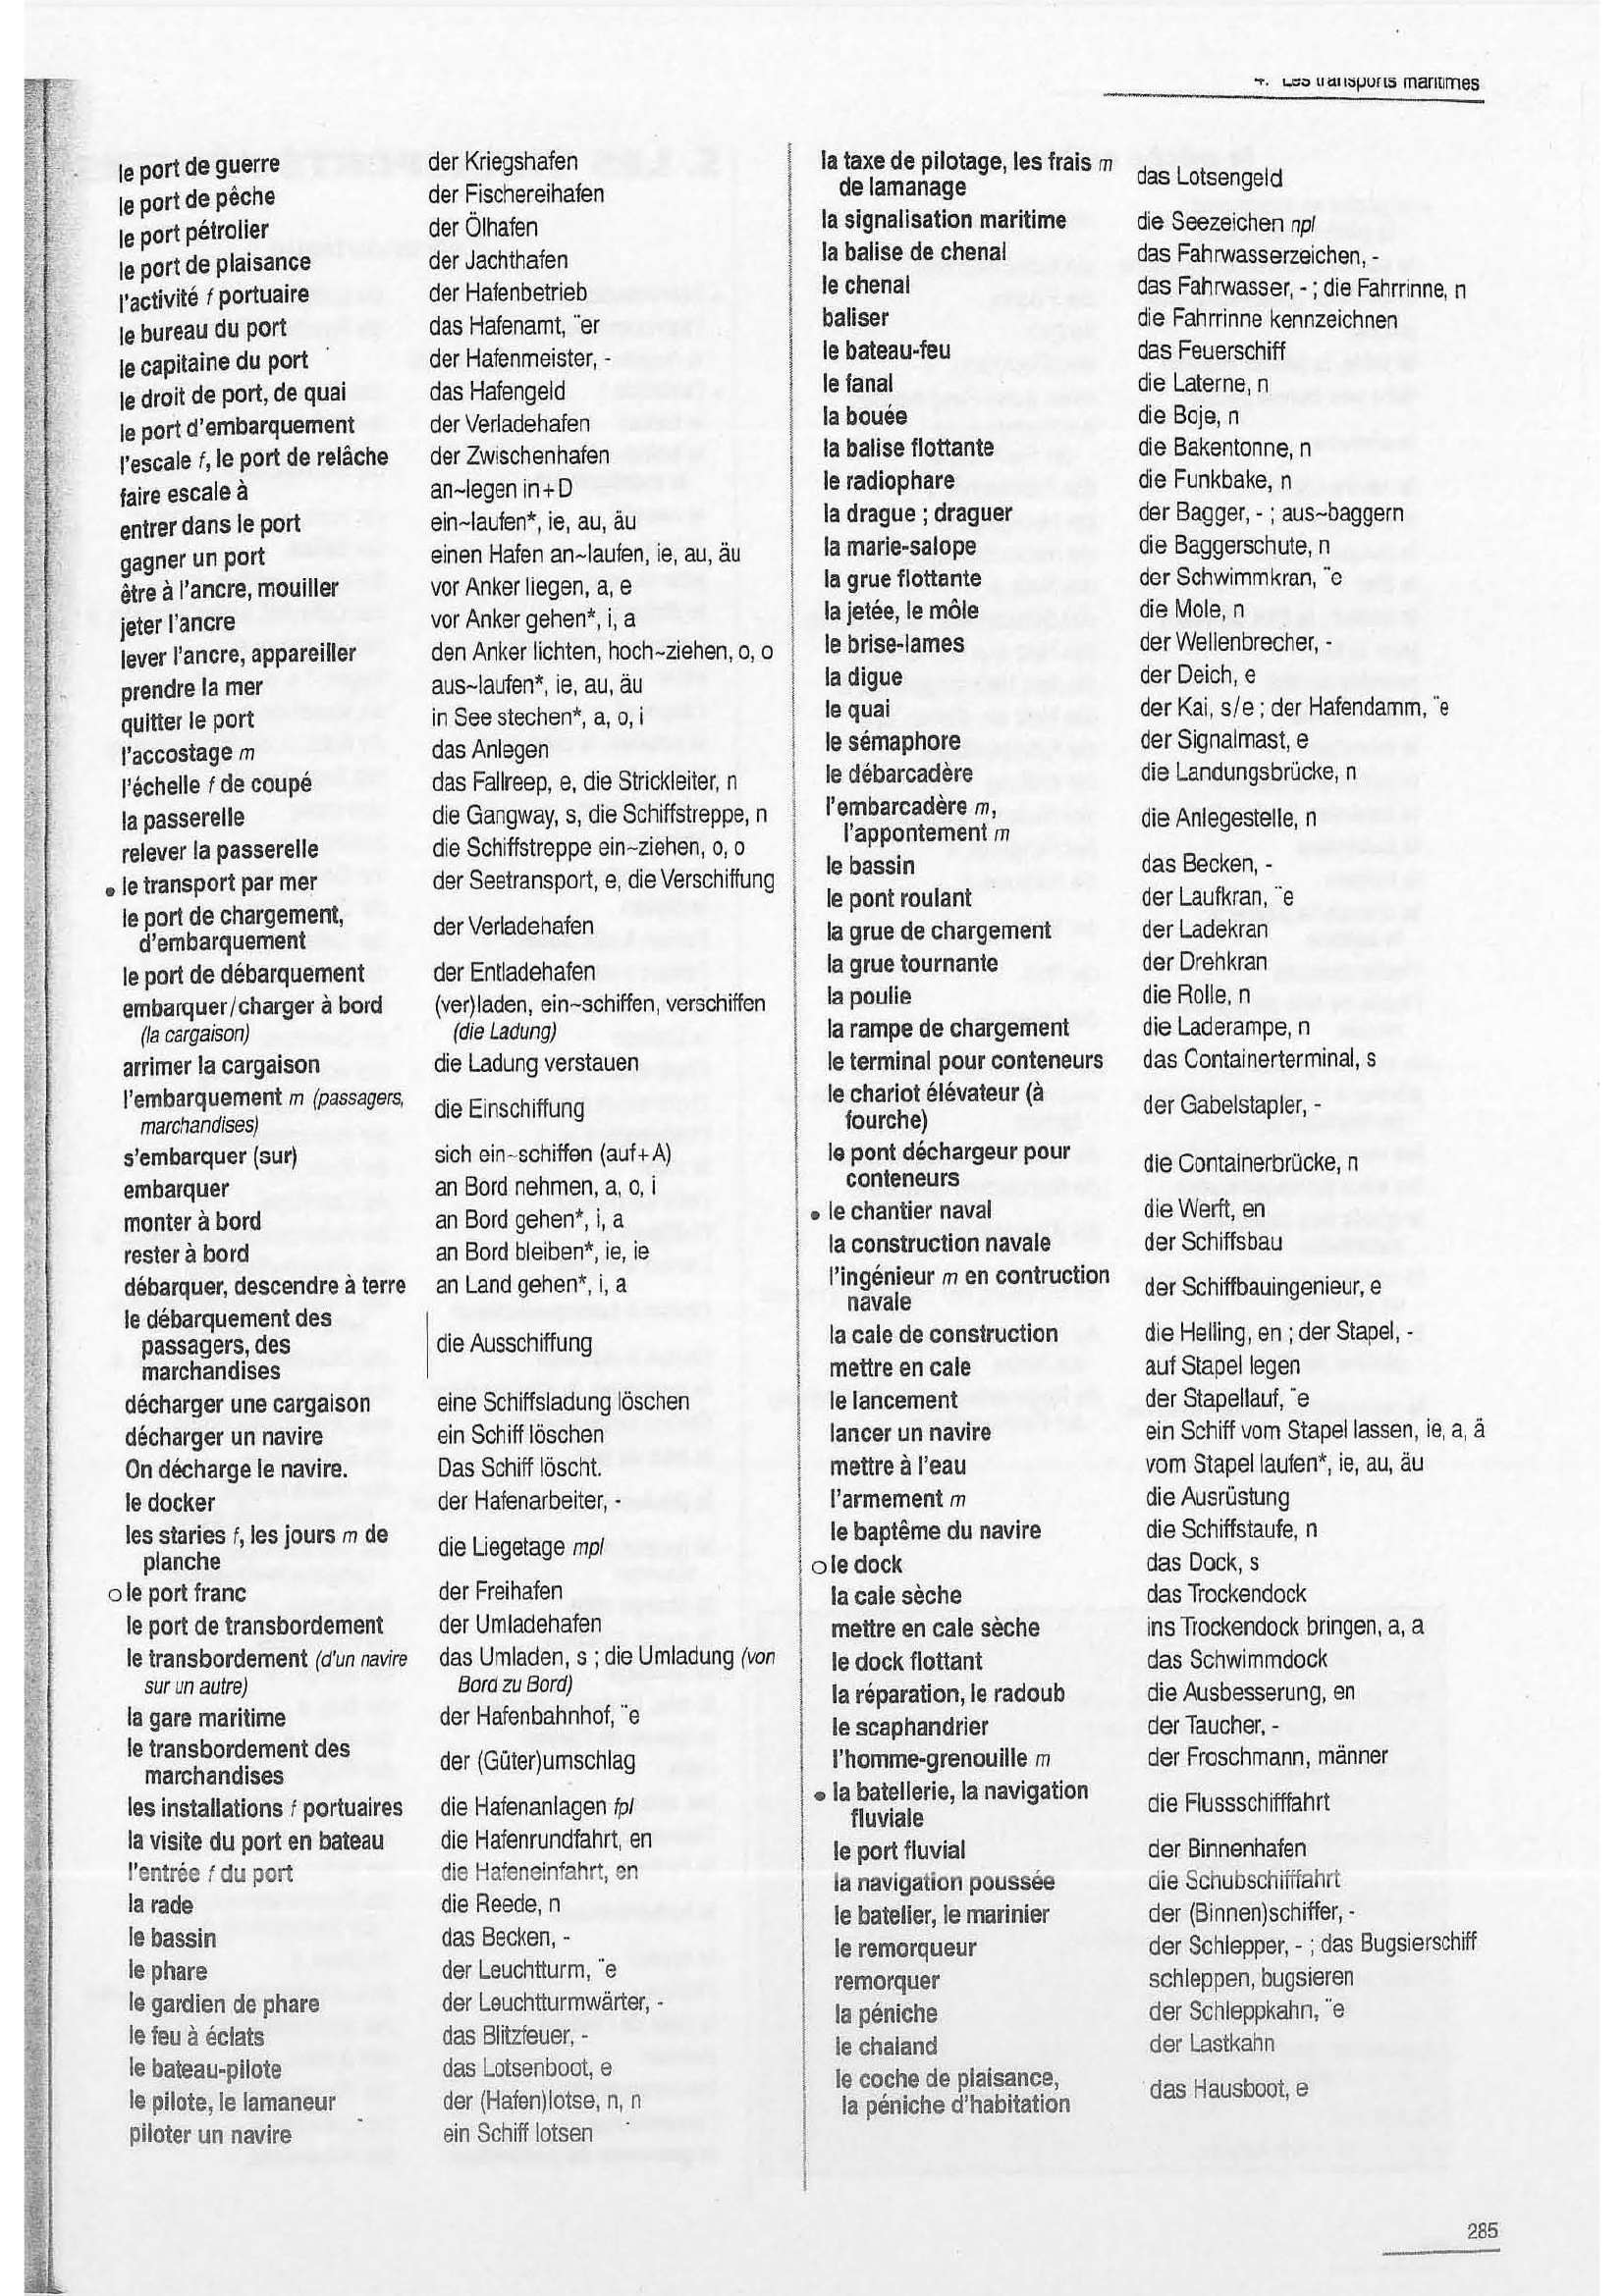 4. Les transports maritimes
le port de guerre der Kriegshafen
le port de pêche der Fischereihafen
le port pétrolier der Ölhafen
le port de plaisance der Jachthafen
l'activité f portuaire der Hafenbetrieb
le bureau du port das Hafenamt, ¨er
le capitaine du port der Hafenmeister, -
le droit de port, de quai das Hafengeld
le port d'embarquement der Verladehafen
l'escale f, le port de relâche der Zwischenhafen
faire escale à an~legen in+D
entrer dans le port ein~laufen*, ie, au, äu
gagner un port einen Hafen an~laufen, ie, au, äu
être à l'ancre, mouiller vor Anker liegen, a, e
jeter l'ancre vor Anker gehen*, i, a
lever l'ancre, appareiller den Anker lichten, hoch~ziehen, o, o
prendre la mer aus~laufen*, ie, au, äu
quitter le port in See stechen*, a, o, i
l'accostage m das Anlegen
l'échelle f de coupé das Fallreep, e, die Strickleiter, n
la passerelle die Gangway, s, die Schiffstreppe, n
relever la passerelle die Schiffstreppe ein~ziehen, o, o
• le transport par mer der Seetransport, e, die Verschiffung
le port de chargement,
d'embarquement der Verladehafen
le port de débarquement der Entladehafen
embarquer/charger à bord (ver)laden, ein~schiffen, verschiffen
(la cargaison) (die Ladung)
arrimer la cargaison die Ladung verstauen
l'embarquement m (passagers,
marchandises) die Einschiffung
s'embarquer (sur) sich ein~schiffen (auf+A)
embarquer an Bord nehmen, a, o, i
monter à bord an Bord gehen*, i, a
rester à bord an Bord bleiben*, ie, ie
débarquer, descendre à terre an Land gehen*, i, a
le débarquement des
passagers, des die Ausschiffung
marchandises
décharger une cargaison eine Schiffsladung löschen
décharger un navire ein Schiff löschen
On décharge le navire. Das Schiff löscht.
le docker der Hafenarbeiter, -
les staries f, les jours m de
planche die Liegetage mpl
o le port franc der Freihafen
le port de transbordement der Umladehafen
le transbordement (d'un navire das Umladen, s ; die Umladung (von
sur un autre) Bord zu Bord)
la gare maritime der Hafenbahnhof, ¨e
le transbordement des
marchandises der (Güter)umschlag
les installations f portuaires die Hafenanlagen fpl
la visite du port en bateau die Hafenrundfahrt, en
l'entrée f du port die Hafeneinfahrt, en
la rade die Reede, n
le bassin das Becken, -
le phare der Leuchtturm, ¨e
le gardien de phare der Leuchtturmwärter, -
le feu à éclats das Blitzfeuer, -
le bateau-pilote das Lotsenboot, e
le pilote, le lamaneur der (Hafen)lotse, n, n
piloter un navire ein Schiff lotsen
la taxe de pilotage, les frais m
de lamanage das Lotsengeld
la signalisation maritime die Seezeichen npl
la balise de chenal das Fahrwasserzeichen, -
le chenal das Fahrwasser, - ; die Fahrrinne, n
baliser die Fahrrinne kennzeichnen
le bateau-feu das Feuerschiff
le fanal die Laterne, n
la bouée die Boje, n
la balise flottante die Bakentonne, n
le radiophare die Funkbake, n
la drague ; draguer der Bagger, - ; aus~baggern
la marie-salope die Baggerschute, n
la grue flottante der Schwimmkran, ¨e
la jetée, le môle die Mole, n
le brise-lames der Wellenbrecher, -
la digue der Deich, e
le quai der Kai, s/e ; der Hafendamm, ¨e
le sémaphore der Signalmast, e
le débarcadère die Landungsbrücke, n
l'embarcadère m,
l'appontement m die Anlegestelle, n
le bassin das Becken, -
le pont roulant der Laufkran, ¨e
la grue de chargement der Ladekran
la grue tournante der Drehkran
la poulie die Rolle, n
la rampe de chargement die Laderampe, n
le terminal pour conteneurs das Containerterminal, s
le chariot élévateur (à
fourche) der Gabelstapler, -
le pont déchargeur pour
conteneurs die Containerbrücke, n
• le chantier naval die Werft, en
la construction navale der Schiffsbau
l'ingénieur m en contruction
navale der Schiffbauingenieur, e
la cale de construction die Helling, en ; der Stapel, -
mettre en cale auf Stapel legen
le lancement der Stapellauf, ¨e
lancer un navire ein Schiff vom Stapel lassen, ie, a, ä
mettre à l'eau vom Stapel laufen*, ie, au, äu
l'armement m die Ausrüstung
le baptême du navire die Schiffstaufe, n
o le dock das Dock, s
la cale sèche das Trockendock
mettre en cale sèche ins Trockendock bringen, a, a
le dock flottant das Schwimmdock
la réparation, le radoub die Ausbesserung, en
le scaphandrier der Taucher, -
l'homme-grenouille m der Froschmann, männer
• la batellerie, la navigation
fluviale die Flussschifffahrt
le port fluvial der Binnenhafen
la navigation poussée die Schubschifffahrt
le batelier, le marinier der (Binnen)schiffer, -
le remorqueur der Schlepper, - ; das Bugsierschiff
remorquer schleppen, bugsieren
la péniche der Schleppkahn, ¨e
le chaland der Lastkahn
le coche de plaisance,
la péniche d'habitation das Hausboot, e
285